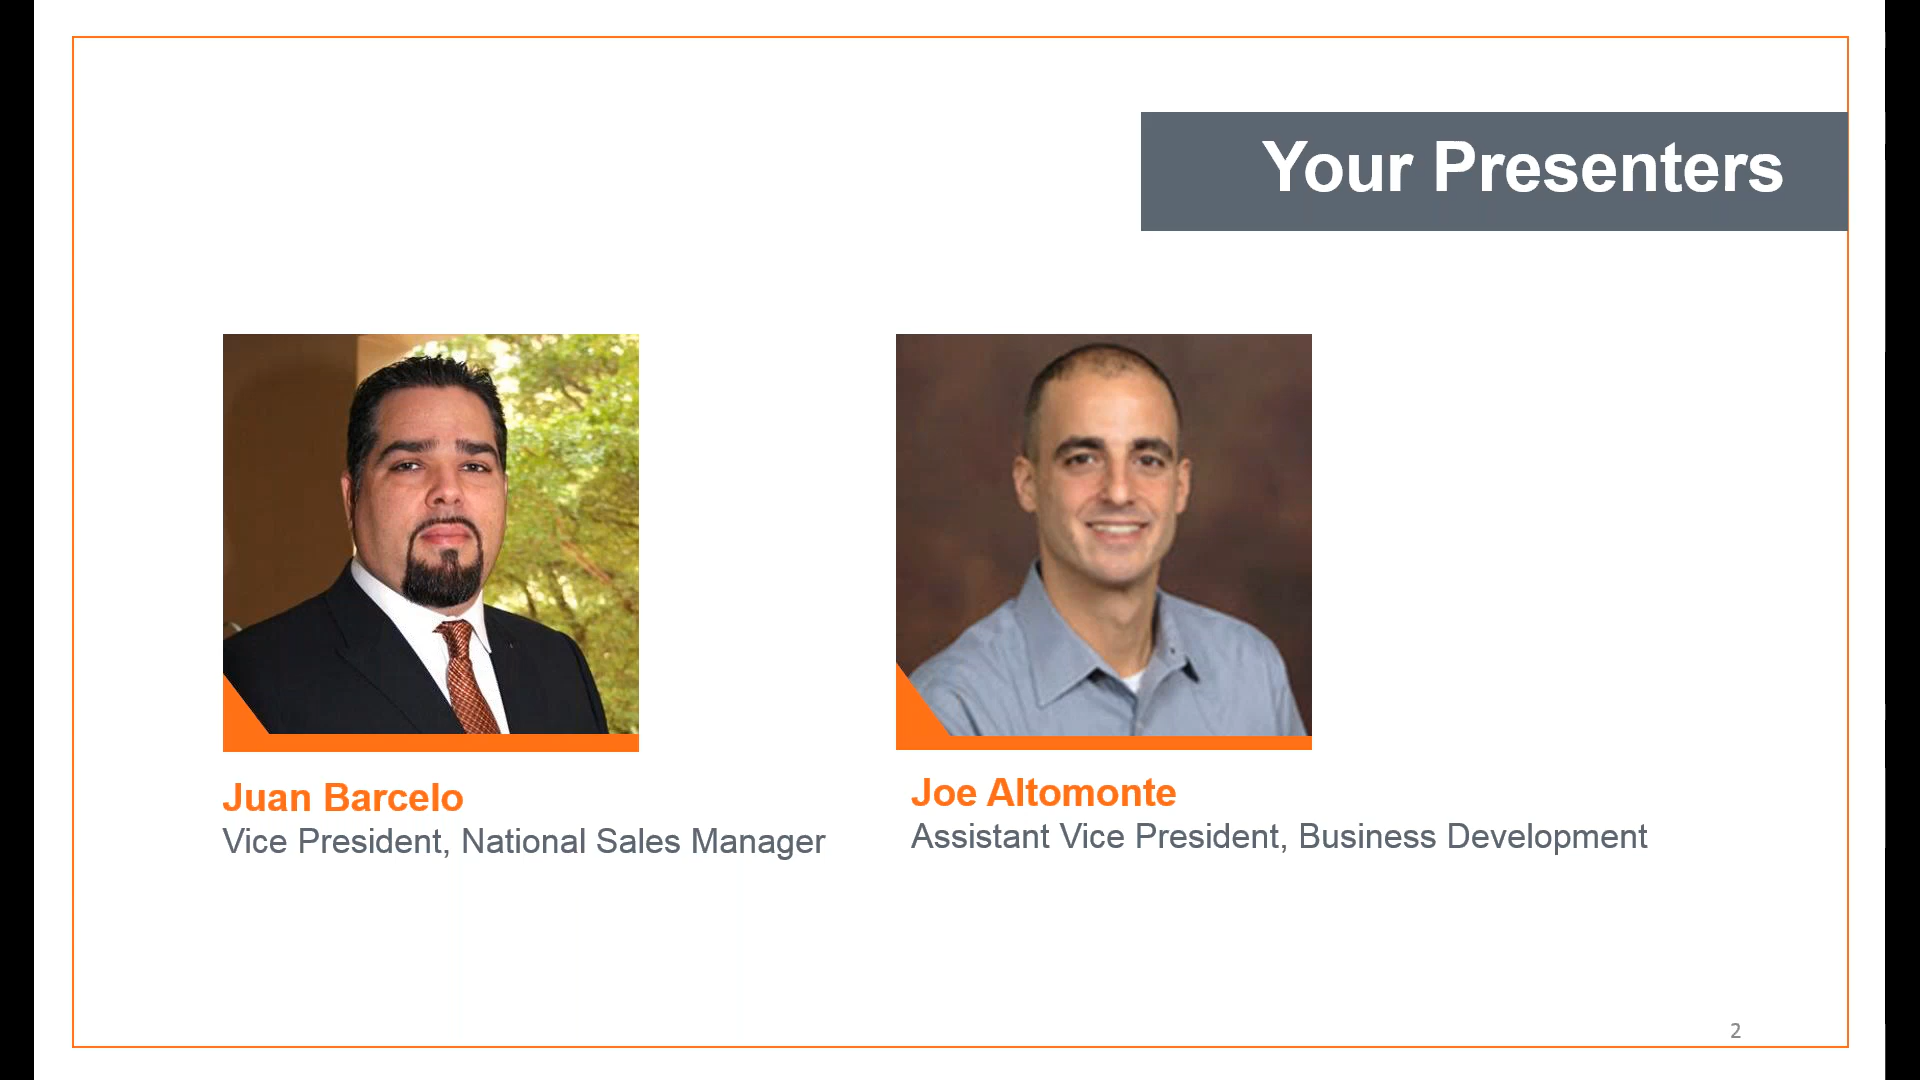 Your Presenters
Juan Barcelo
Vice President, National Sales Manager
Joe Altomonte
Assistant Vice President, Business Development
2